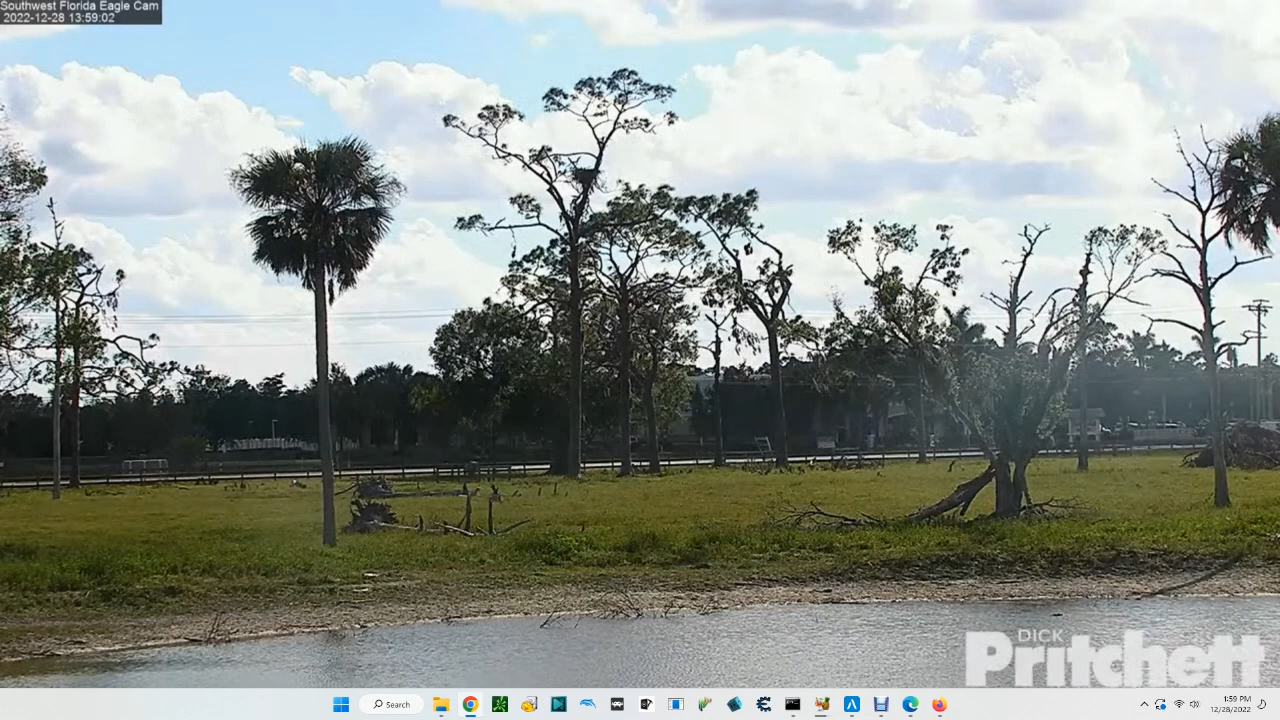 Southwest Florida Eagle Cam
2022-12-28 13:59:02
DICK
Pritchett
Search
1:59 PM
12/28/2022